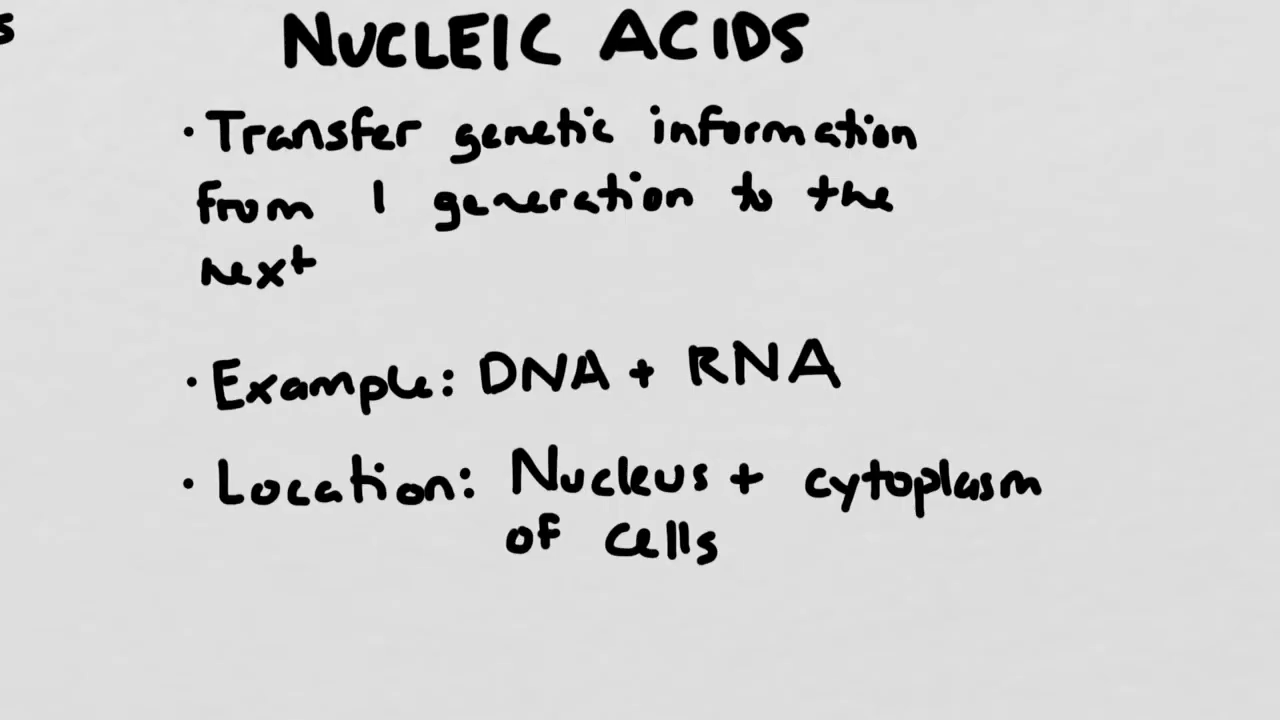 NUCLEIC ACIDS
• Transfer genetic information
from 1 generation to the
next
• Example: DNA + RNA
• Location: Nucleus + cytoplasm
of cells